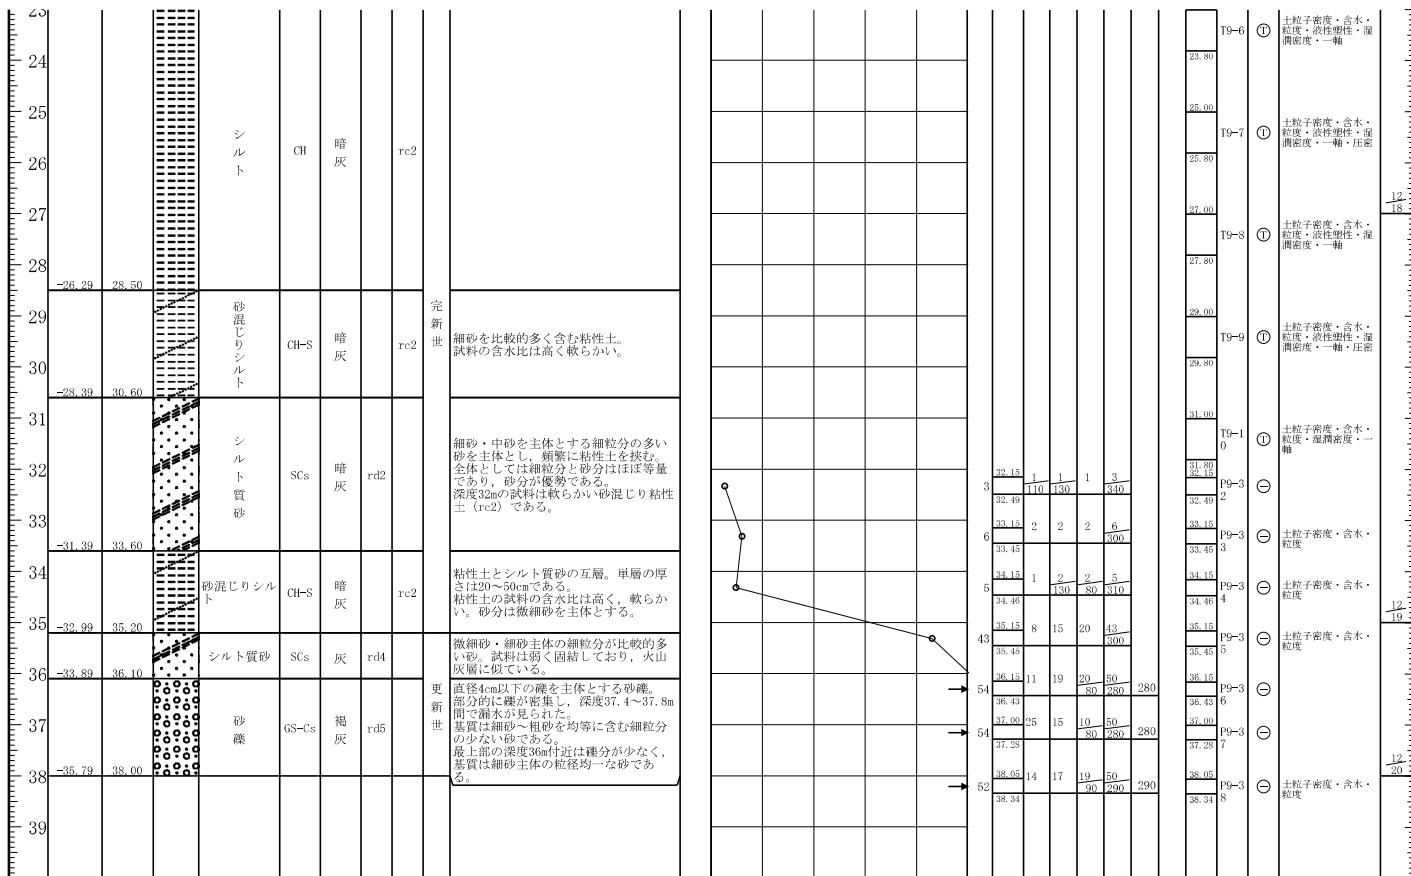 23
24
25
26
27
28
29
30
31
32
33
34
35
36
37
38
39
-26.29 28.50
-28.39 30.60
-31.39 33.60
-32.99 35.20
-33.89 36.10
-35.79 38.00
シルト
CH
暗灰
rc2
砂混じりシルト
CH-S
暗灰
rc2
シルト質砂
SCs
暗灰
rd2
砂混じりシルト
CH-S
暗灰
rc2
シルト質砂
SCs
灰
rd4
砂礫
GS-Cs
褐灰
rd5
完新世
更新世
細砂を比較的多く含む粘性土。
試料の含水比は高く軟らかい。
細砂・中砂を主体とする細粒分の多い
砂を主体とし，頻繁に粘性土を挟む。
全体としては細粒分と砂分はほぼ等量
であり，砂分が優勢である。
深度32mの試料は軟らかい砂混じり粘性
土（rc2）である。
粘性土とシルト質砂の互層。単層の厚
さは20～50cmである。
粘性土の試料の含水比は高く，軟らか
い。砂分は微細砂を主体とする。
微細砂・細砂主体の細粒分が比較的多
い砂。試料は弱く固結しており，火山
灰層に似ている。
直径4cm以下の礫を主体とする砂礫。
部分的に礫が密集し，深度37.4～37.8m
間で漏水が見られた。
基質は細砂～粗砂を均等に含む細粒分
の少ない砂である。
最上部の深度36m付近は礫分が少なく，
基質は細砂主体の粒径均一な砂であ
る。
3 32.15 32.49 1/110 1/130 1 3/340
6 33.15 33.45 2 2 2 6/300
5 34.15 34.46 1 2/130 2/80 5/310
43 35.15 35.45 8 15 20 43/300
54 36.15 36.43 11 19 20/80 50/280 280
54 37.00 37.28 25 15 10/80 50/280 280
52 38.05 38.34 14 17 19/90 50/290 290
23.80
T9-6 T
土粒子密度・含水・
粒度・液性塑性・湿
潤密度・一軸
25.00
25.80
T9-7 T
土粒子密度・含水・
粒度・液性塑性・湿
潤密度・一軸・圧密
27.00
27.80
T9-8 T
土粒子密度・含水・
粒度・液性塑性・湿
潤密度・一軸
29.00
29.80
T9-9 T
土粒子密度・含水・
粒度・液性塑性・湿
潤密度・一軸・圧密
31.00
31.80
T9-1
0 T
土粒子密度・含水・
粒度・湿潤密度・一
軸
32.15
32.49
P9-3
2
33.15
33.45
P9-3
3
土粒子密度・含水・
粒度
34.15
34.46
P9-3
4
土粒子密度・含水・
粒度
35.15
35.45
P9-3
5
土粒子密度・含水・
粒度
36.15
36.43
P9-3
6
37.00
37.28
P9-3
7
38.05
38.34
P9-3
8
土粒子密度・含水・
粒度
12/18
12/19
12/20